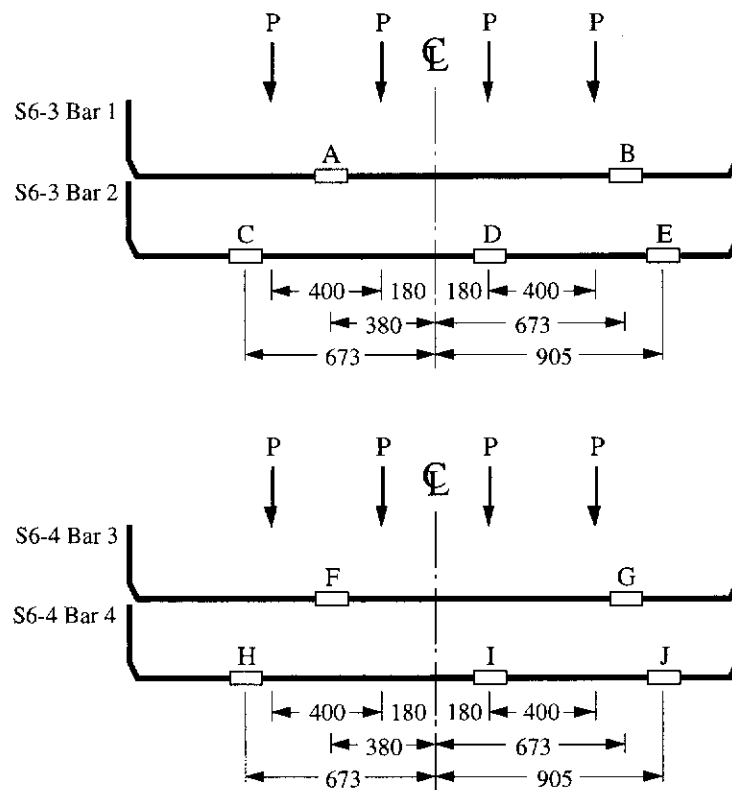 P P P P
℄
S6-3 Bar 1
A B
S6-3 Bar 2
C D E
400 180 180 400
380 673
673 905
P P P P
℄
S6-4 Bar 3
F G
S6-4 Bar 4
H I J
400 180 180 400
380 673
673 905